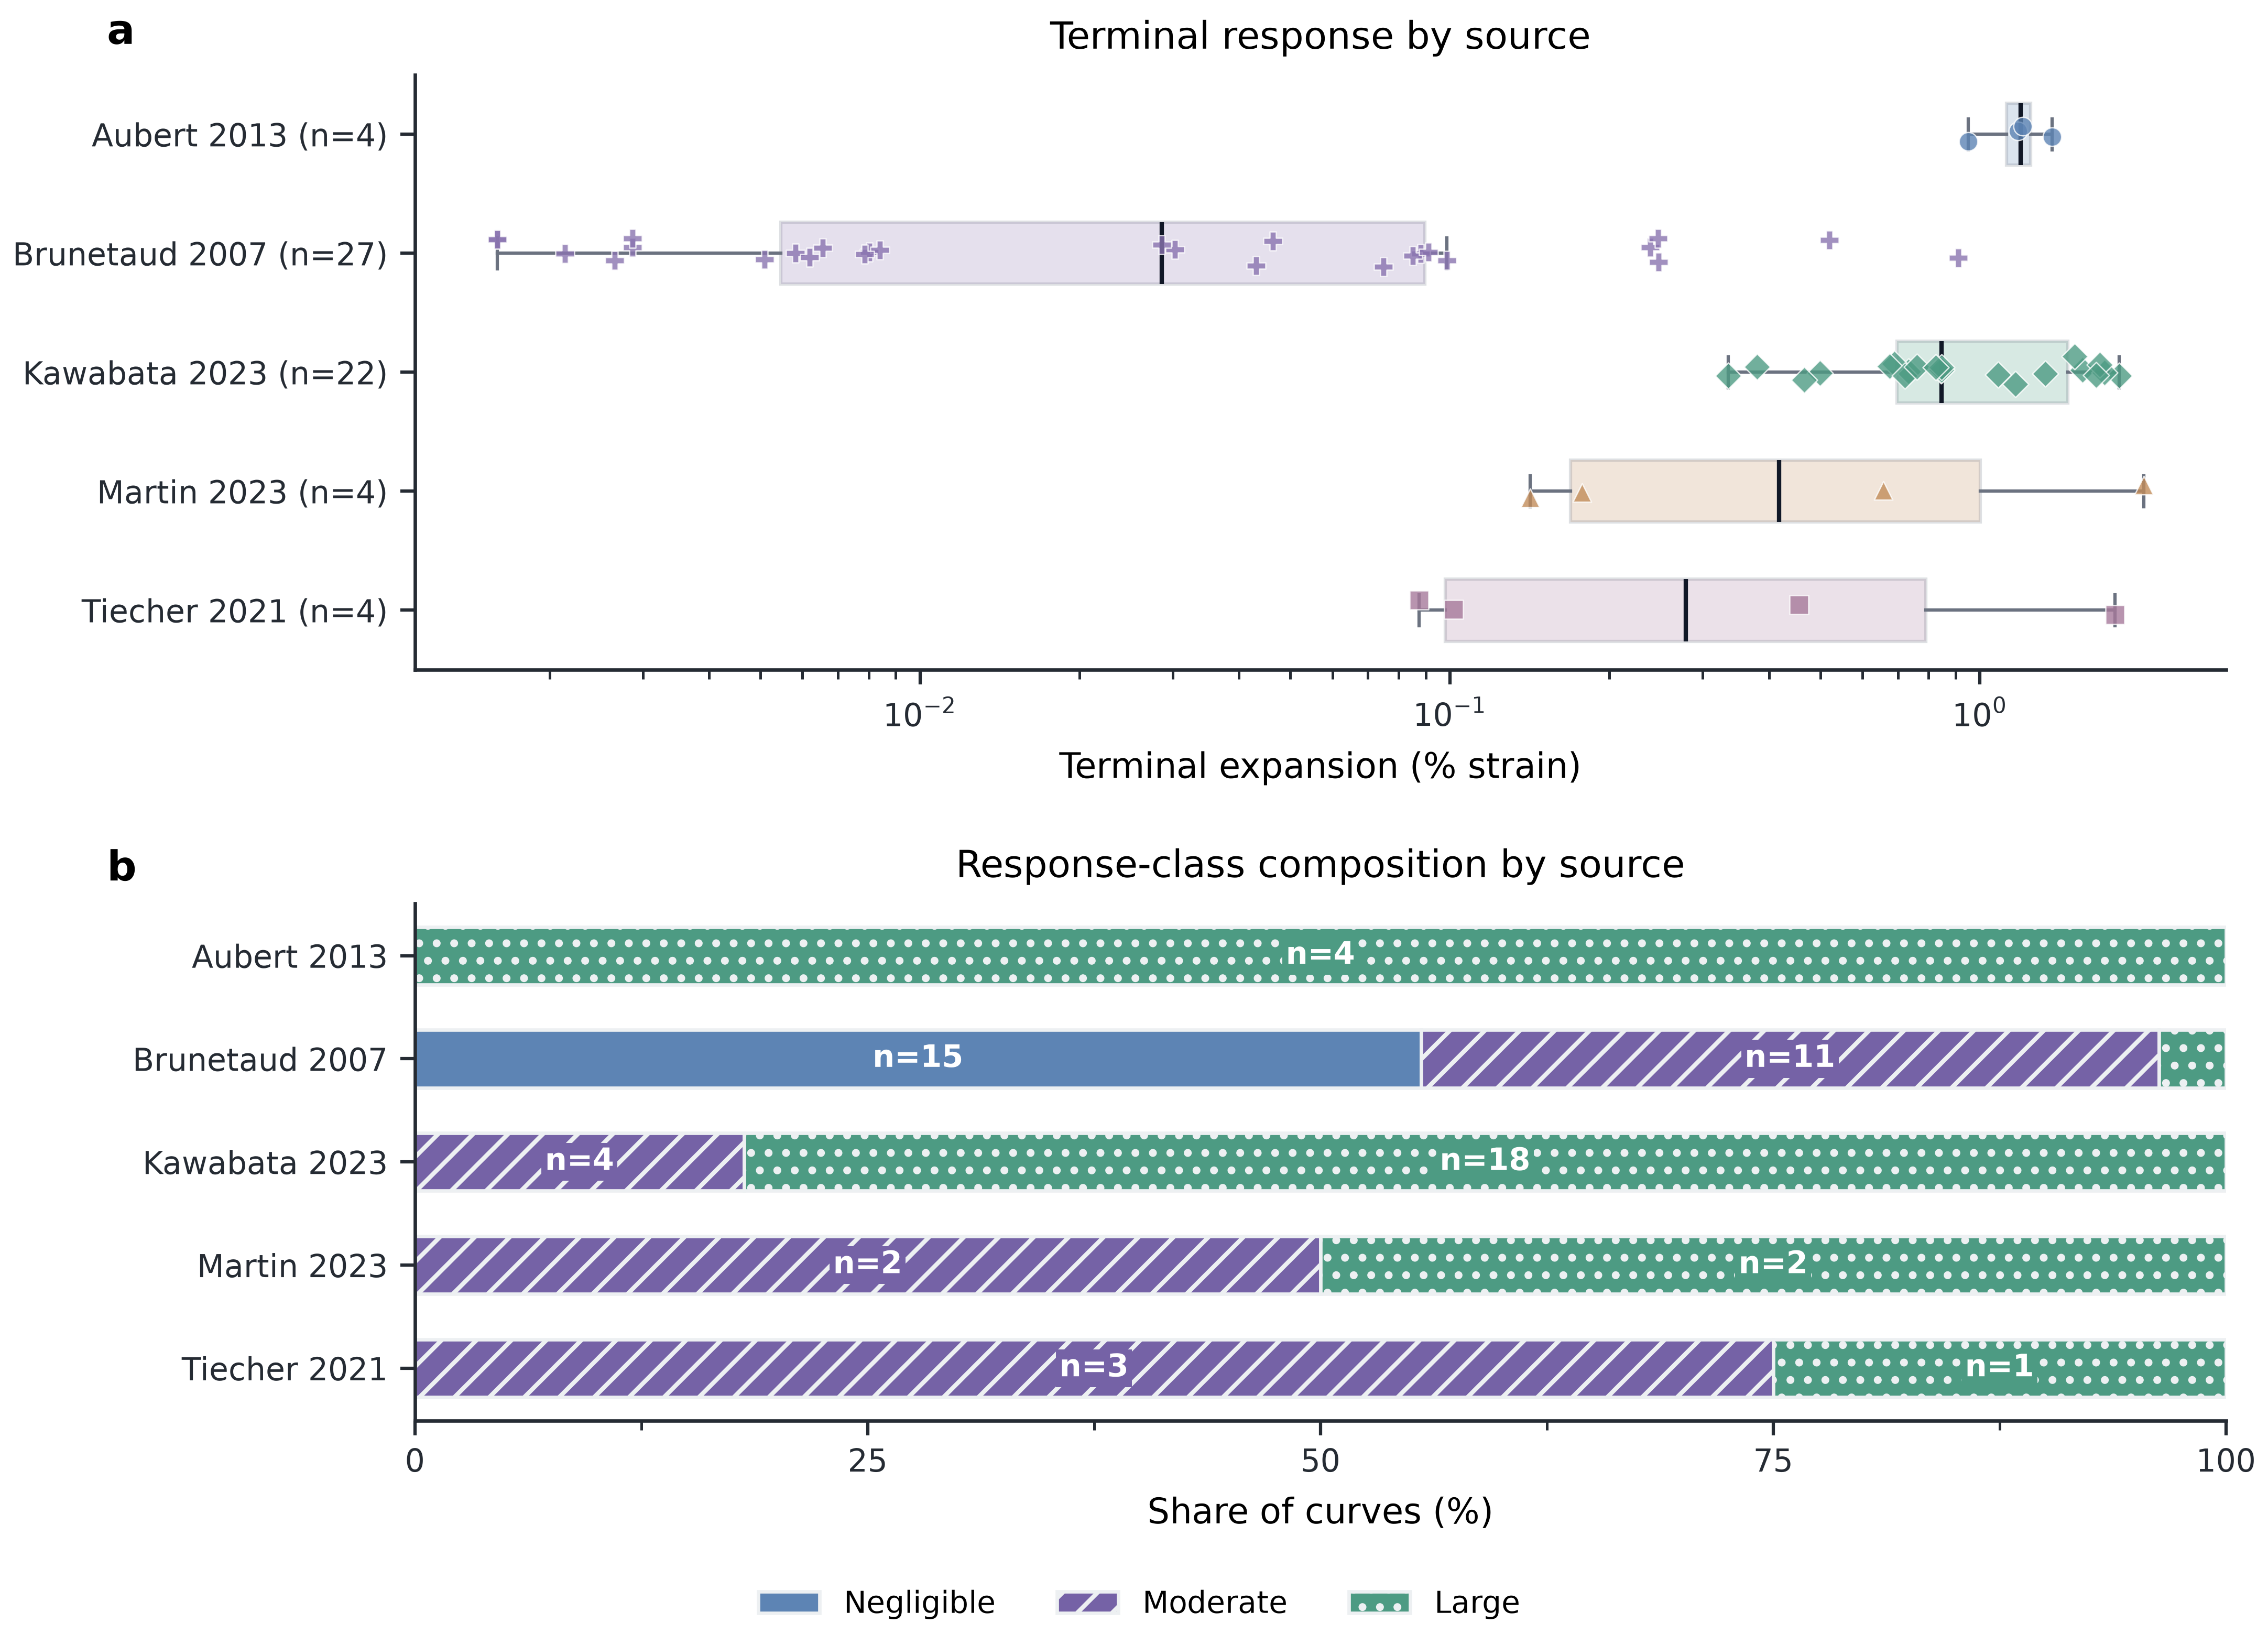 a
Terminal response by source
Aubert 2013 (n=4)
Brunetaud 2007 (n=27)
Kawabata 2023 (n=22)
Martin 2023 (n=4)
Tiecher 2021 (n=4)
10⁻² 10⁻¹ 10⁰
Terminal expansion (% strain)
b
Response-class composition by source
Aubert 2013 n=4
Brunetaud 2007 n=15 n=11
Kawabata 2023 n=4 n=18
Martin 2023 n=2 n=2
Tiecher 2021 n=3 n=1
0 25 50 75 100
Share of curves (%)
Negligible Moderate Large